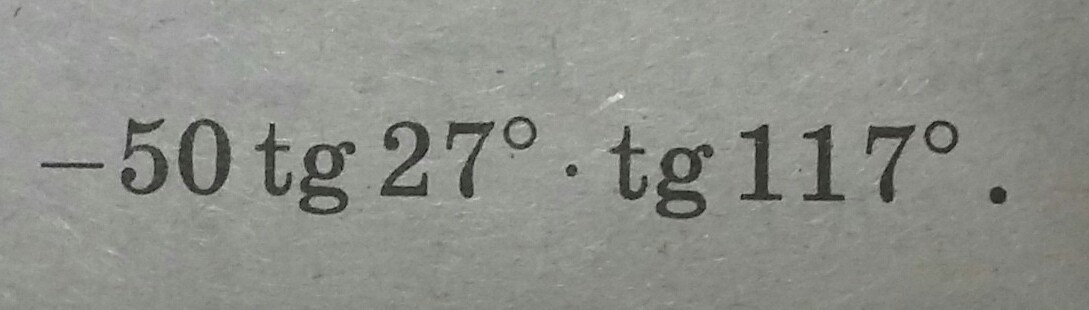 −50 tg 27° · tg 117° .